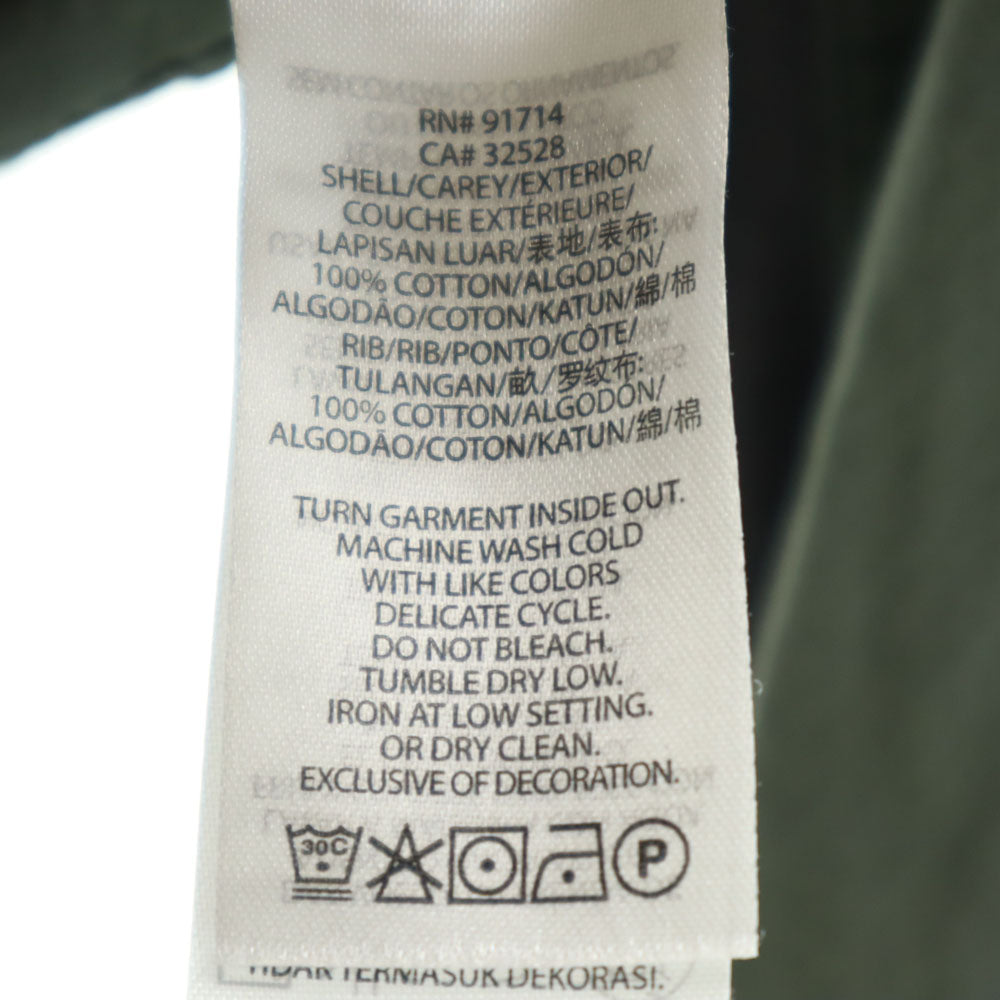 RN# 91714
CA# 32528
SHELL/CAREY/EXTERIOR/
COUCHE EXTÉRIEURE/
LAPISAN LUAR/表地/表布:
100% COTTON/ALGODÓN/
ALGODÃO/COTON/KATUN/綿/棉
RIB/RIB/PONTO/CÔTE/
TULANGAN/畝/罗纹布:
100% COTTON/ALGODÓN/
ALGODÃO/COTON/KATUN/綿/棉
TURN GARMENT INSIDE OUT.
MACHINE WASH COLD
WITH LIKE COLORS
DELICATE CYCLE.
DO NOT BLEACH.
TUMBLE DRY LOW.
IRON AT LOW SETTING.
OR DRY CLEAN.
EXCLUSIVE OF DECORATION.
30C P
TIDAK TERMASUK DEKORASI.